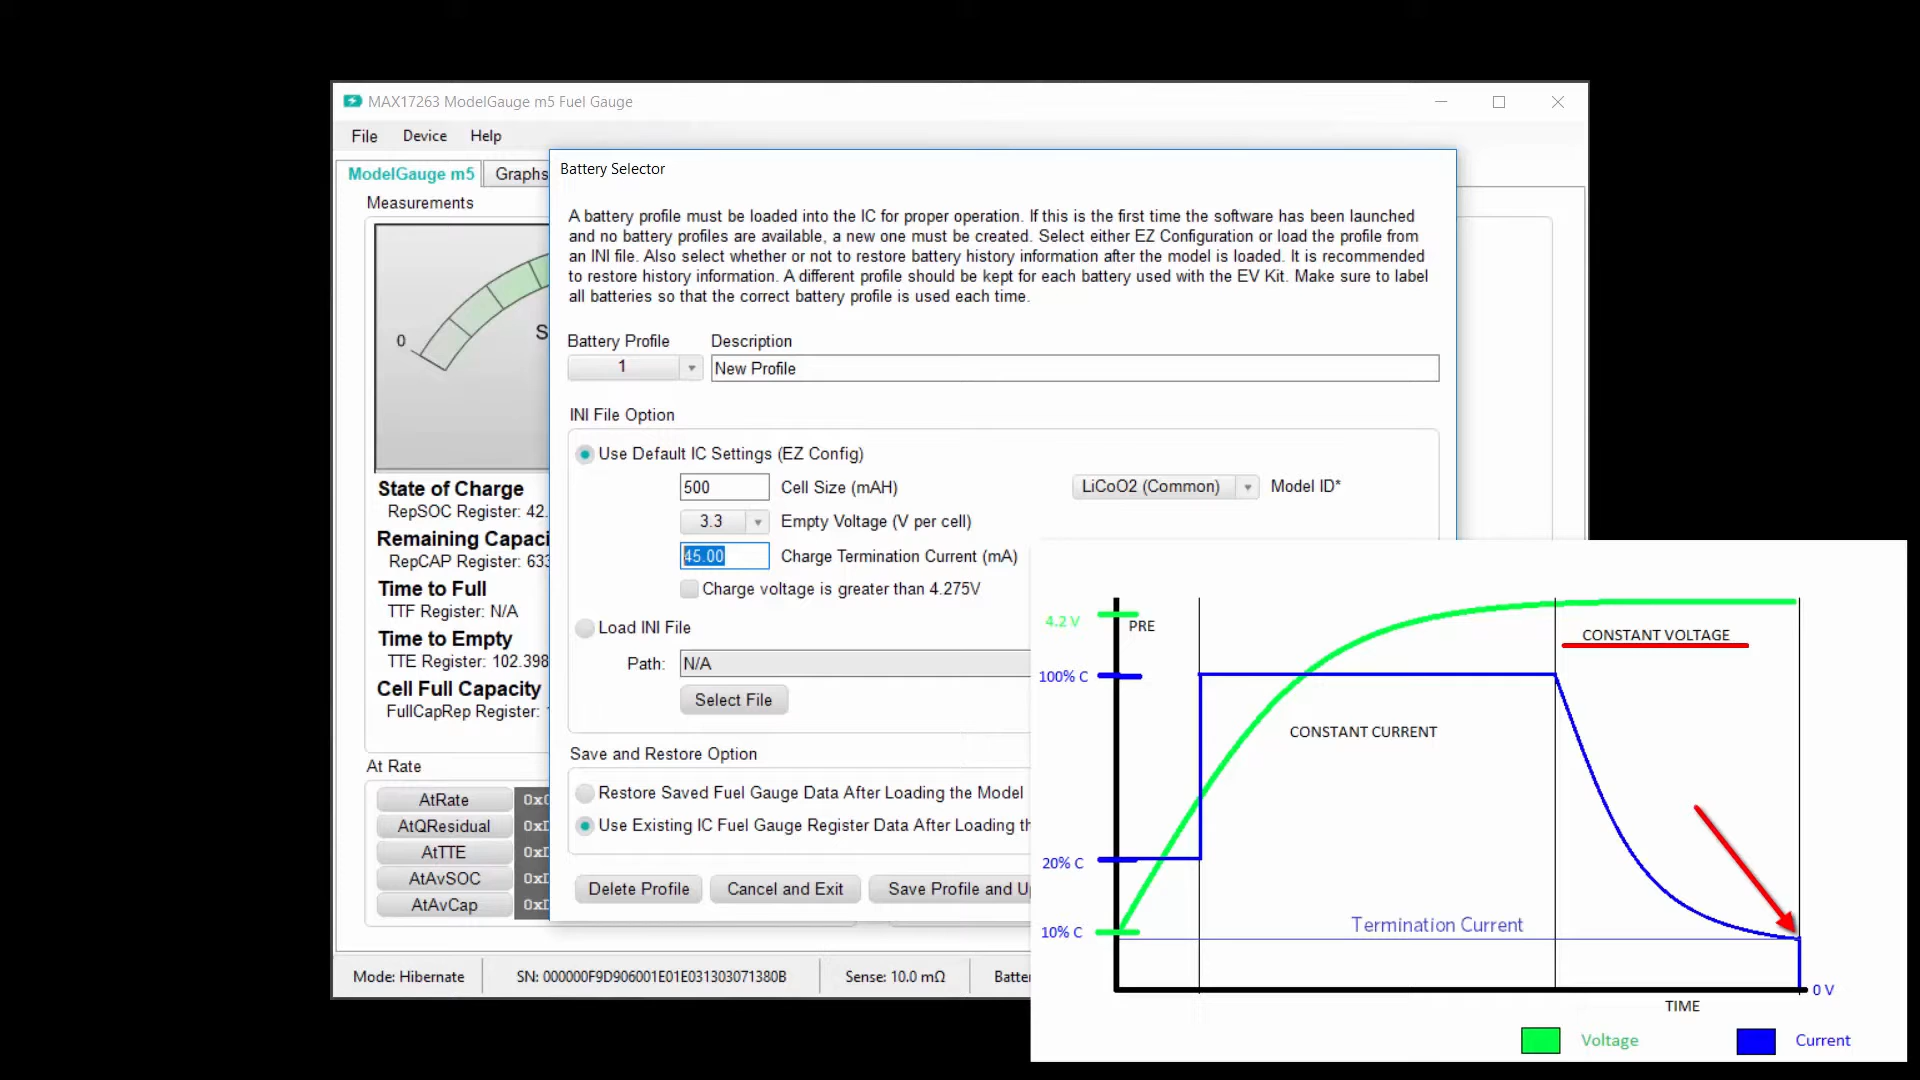 MAX17263 ModelGauge m5 Fuel Gauge
File Device Help
ModelGauge m5 Graphs
Measurements
0
S
State of Charge
RepSOC Register: 42.
Remaining Capaci
RepCAP Register: 633
Time to Full
TTF Register: N/A
Time to Empty
TTE Register: 102.398
Cell Full Capacity
FullCapRep Register:
At Rate
AtRate 0x0
AtQResidual
AtTTE
AtAvSOC
AtAvCap
Mode: Hibernate SN: 000000F9D906001E01E031303071380B Sense: 10.0 mΩ Batter
Battery Selector
A battery profile must be loaded into the IC for proper operation. If this is the first time the software has been launched
and no battery profiles are available, a new one must be created. Select either EZ Configuration or load the profile from
an INI file. Also select whether or not to restore battery history information after the model is loaded. It is recommended
to restore history information. A different profile should be kept for each battery used with the EV Kit. Make sure to label
all batteries so that the correct battery profile is used each time.
Battery Profile Description
1 New Profile
INI File Option
Use Default IC Settings (EZ Config)
500 Cell Size (mAH) LiCoO2 (Common) Model ID*
3.3 Empty Voltage (V per cell)
45.00 Charge Termination Current (mA)
Charge voltage is greater than 4.275V
Load INI File
Path: N/A
Select File
Save and Restore Option
Restore Saved Fuel Gauge Data After Loading the Model
Use Existing IC Fuel Gauge Register Data After Loading th
Delete Profile Cancel and Exit Save Profile and U
4.2 V
PRE
CONSTANT VOLTAGE
100% C
CONSTANT CURRENT
20% C
10% C
Termination Current
0 V
TIME
Voltage Current